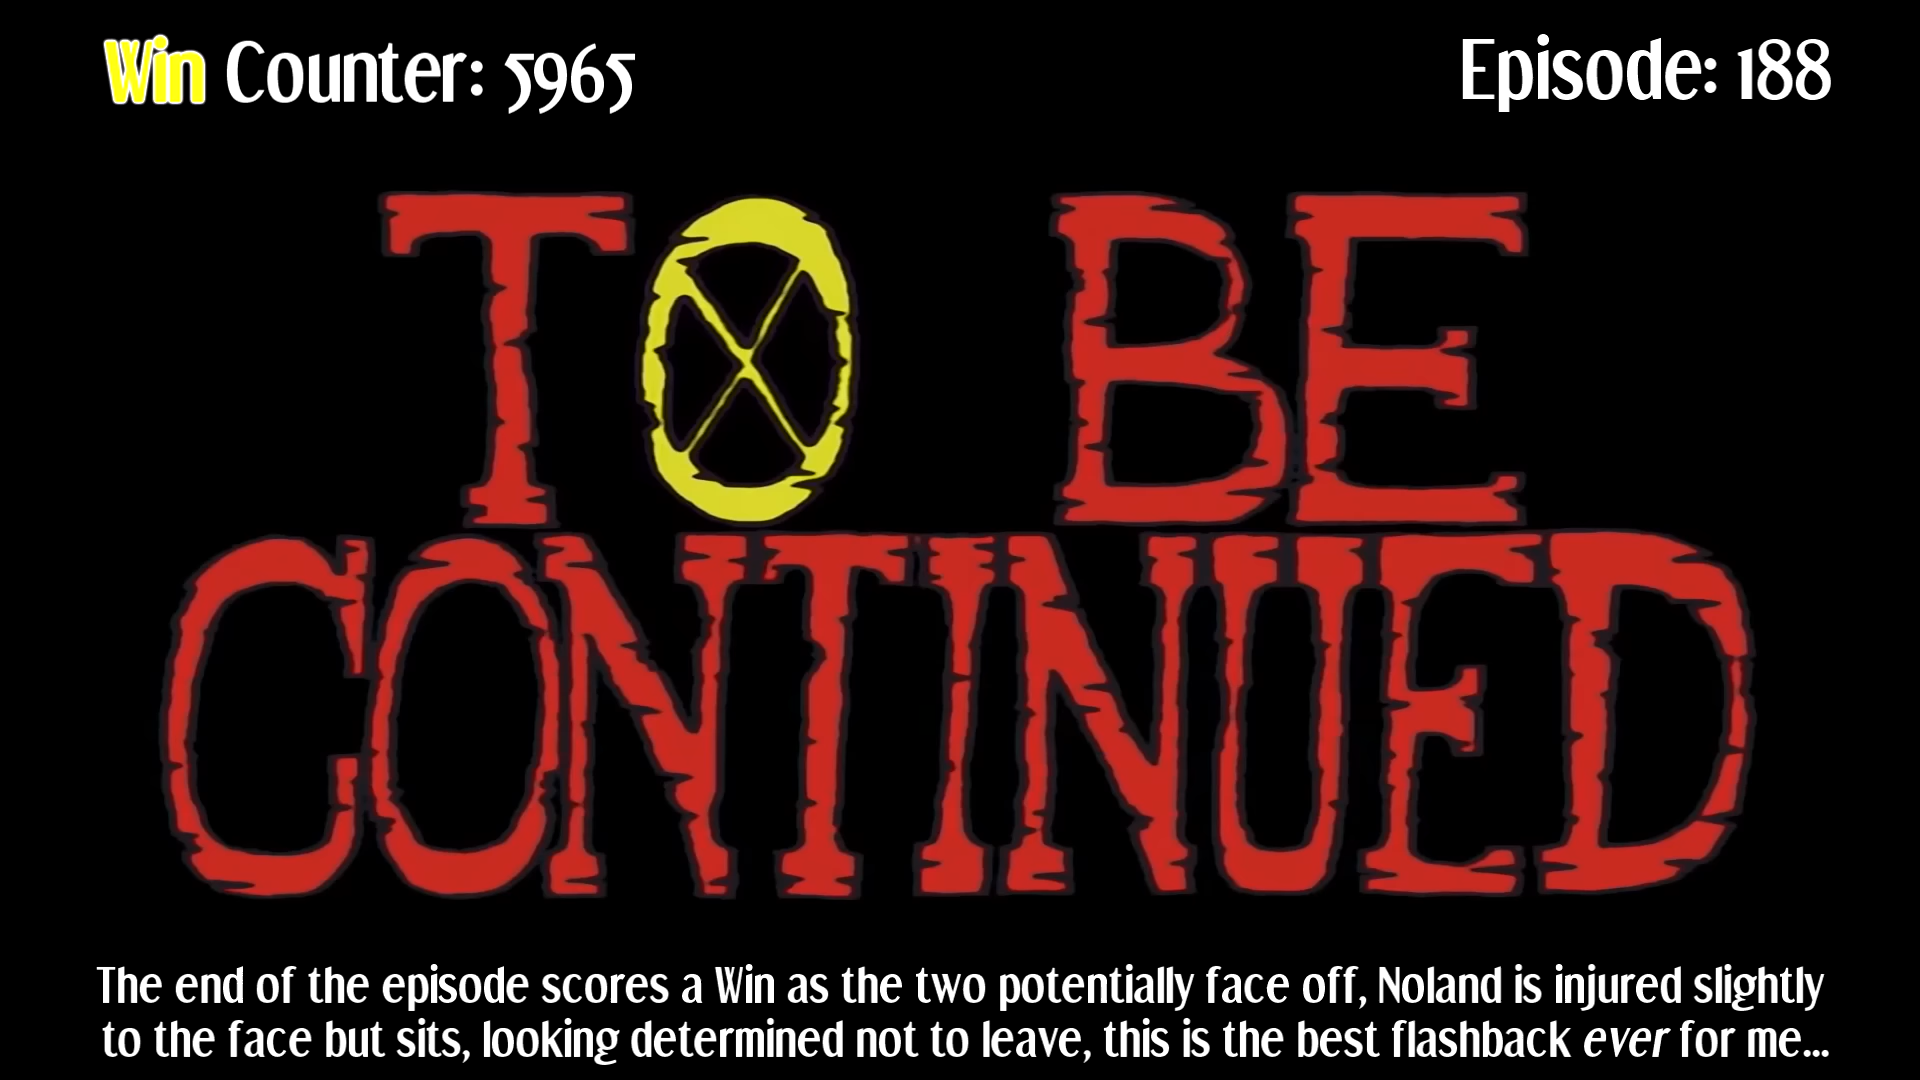 Win Counter: 5965
Episode: 188
TO BE
CONTINUED
The end of the episode scores a Win as the two potentially face off, Noland is injured slightly
to the face but sits, looking determined not to leave, this is the best flashback ever for me...